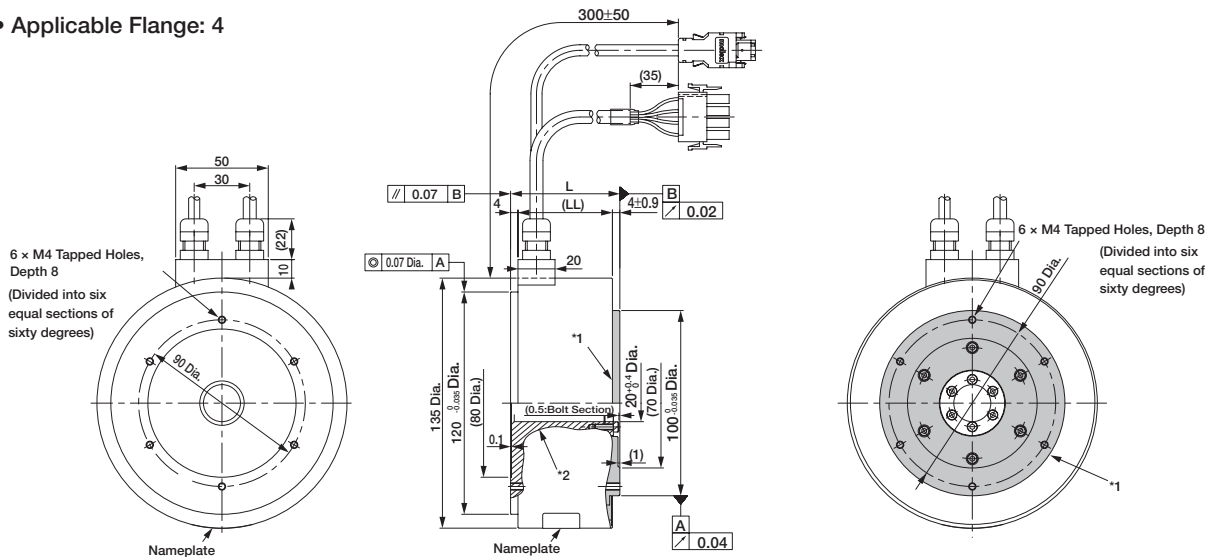 • Applicable Flange: 4
300±50
molex
(35)
50
30
(22)
10
6 × M4 Tapped Holes,
Depth 8
(Divided into six
equal sections of
sixty degrees)
90 Dia.
Nameplate
// 0.07 B
L
B
↗ 0.02
4
(LL)
4±0.9
20
◎ 0.07 Dia. A
135 Dia.
120 0 -0.035 Dia.
(80 Dia.)
0.1
(0.5:Bolt Section)
*1
*2
20 +0.4 0 Dia.
(70 Dia.)
100 0 -0.035 Dia.
(1)
A
↗ 0.04
Nameplate
6 × M4 Tapped Holes, Depth 8
(Divided into six
equal sections of
sixty degrees)
90 Dia.
*1